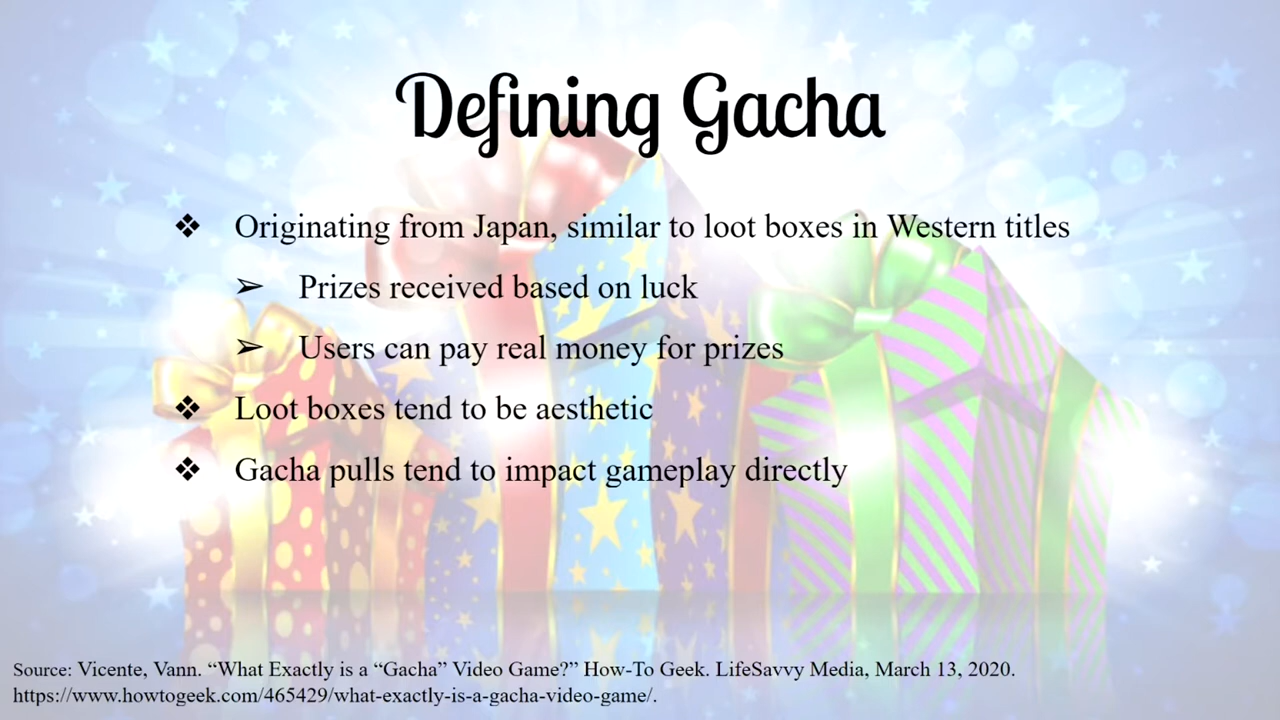 Defining Gacha
❖ Originating from Japan, similar to loot boxes in Western titles
➢ Prizes received based on luck
➢ Users can pay real money for prizes
❖ Loot boxes tend to be aesthetic
❖ Gacha pulls tend to impact gameplay directly
Source: Vicente, Vann. “What Exactly is a “Gacha” Video Game?” How-To Geek. LifeSavvy Media, March 13, 2020.
https://www.howtogeek.com/465429/what-exactly-is-a-gacha-video-game/.